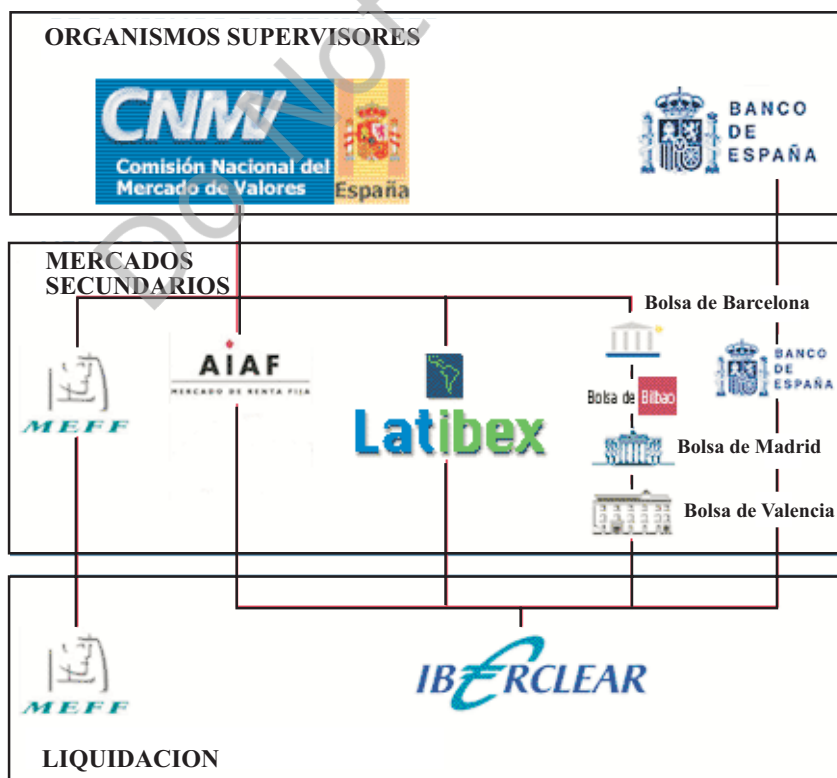 Do Not
ORGANISMOS SUPERVISORES
CNMV
Comisión Nacional del
Mercado de Valores
España
BANCO
DE
ESPAÑA
MERCADOS
SECUNDARIOS
MEFF
AIAF
MERCADO DE RENTA FIJA
Latibex
Bolsa de Barcelona
Bolsa de Bilbao
Bolsa de Madrid
Bolsa de Valencia
BANCO
DE
ESPAÑA
MEFF
IBERCLEAR
LIQUIDACION